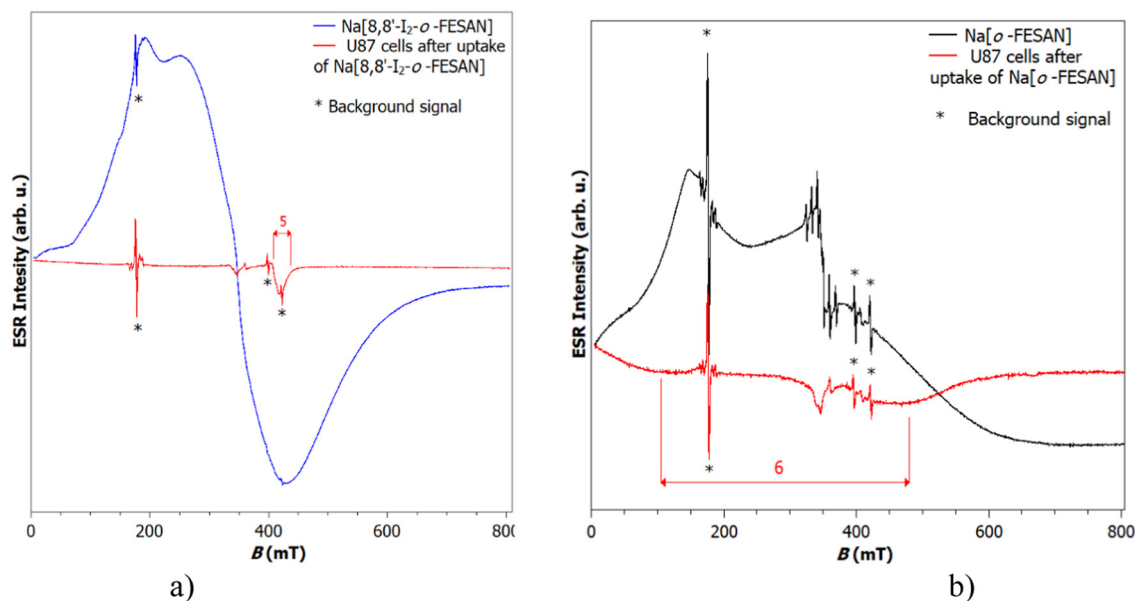 Na[8,8'-I₂-o -FESAN]
U87 cells after uptake
of Na[8,8'-I₂-o -FESAN]
* Background signal
*
5
*
*
*
ESR Intesity (arb. u.)
0
200
400
600
800
B (mT)
a)
Na[o -FESAN]
U87 cells after
uptake of Na[o -FESAN]
* Background signal
*
*
*
*
*
6
*
ESR Intensity (arb. u.)
0
200
400
600
800
B (mT)
b)